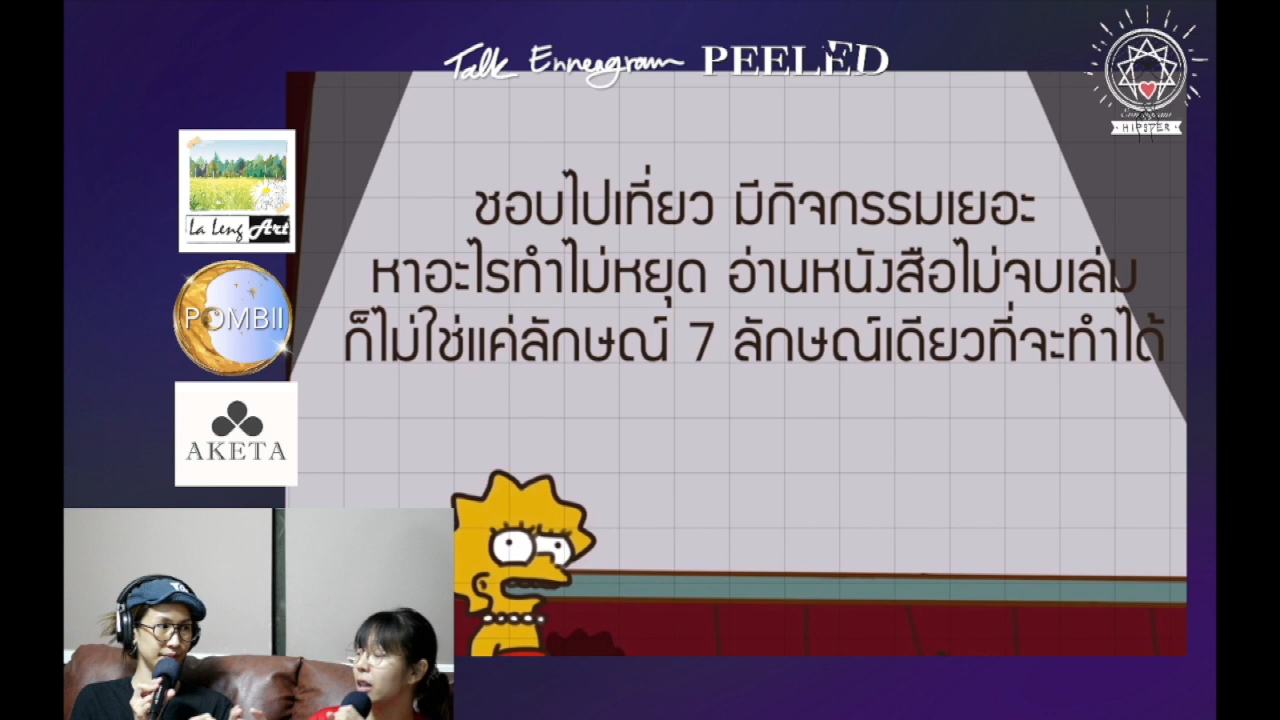 Talk Enneagram PEELED
Enneagram
HIPSTER
La Leng Art
POMBII
AKETA
ชอบไปเที่ยว มีกิจกรรมเยอะ
หาอะไรทำไม่หยุด อ่านหนังสือไม่จบเล่ม
ก็ไม่ใช่แค่ลักษณ์ 7 ลักษณ์เดียวที่จะทำได้